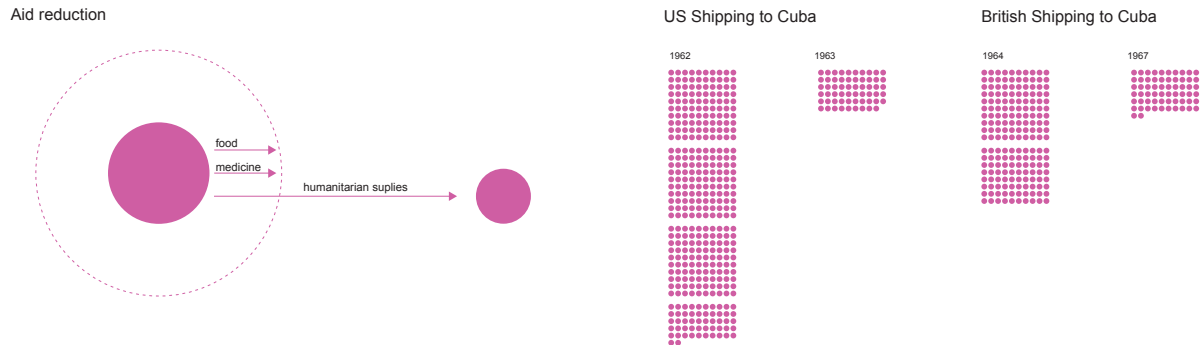 Aid reduction
food
medicine
humanitarian suplies
US Shipping to Cuba
1962
1963
British Shipping to Cuba
1964
1967